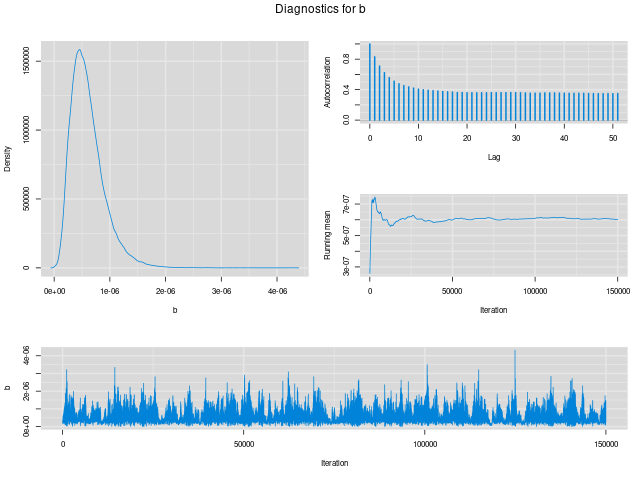 Diagnostics for b
Density
0 500000 1000000 1500000
0e+00 1e-06 2e-06 3e-06 4e-06
b
Autocorrelation
0.0 0.4 0.8
0 10 20 30 40 50
Lag
Running mean
3e-07 5e-07 7e-07
0 50000 100000 150000
Iteration
b
0e+00 2e-06 4e-06
0 50000 100000 150000
Iteration